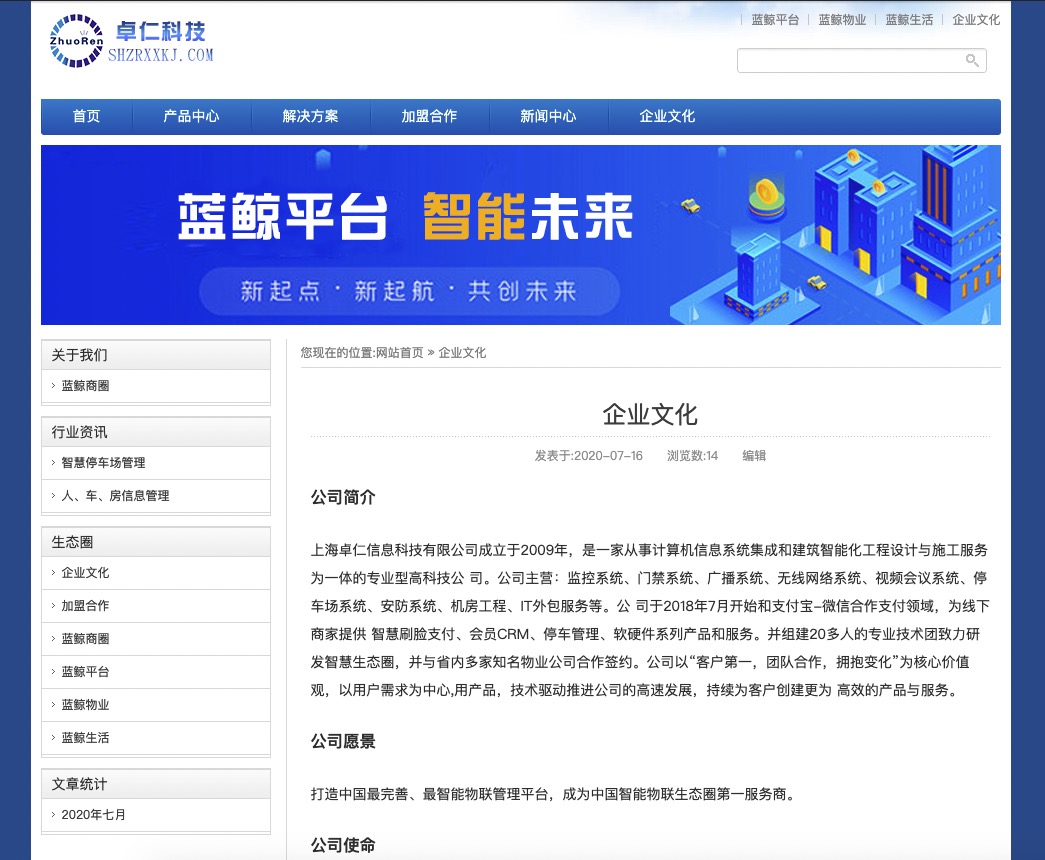 ZhuoRen
卓仁科技
SHZRXXKJ.COM
蓝鲸平台 蓝鲸物业 蓝鲸生活 企业文化
首页 产品中心 解决方案 加盟合作 新闻中心 企业文化
蓝鲸平台 智能未来
新起点·新起航·共创未来
关于我们
蓝鲸商圈
行业资讯
智慧停车场管理
人、车、房信息管理
生态圈
企业文化
加盟合作
蓝鲸商圈
蓝鲸平台
蓝鲸物业
蓝鲸生活
文章统计
2020年七月
您现在的位置:网站首页 » 企业文化
企业文化
发表于:2020-07-16 浏览数:14 编辑
公司简介
上海卓仁信息科技有限公司成立于2009年，是一家从事计算机信息系统集成和建筑智能化工程设计与施工服务
为一体的专业型高科技公 司。公司主营：监控系统、门禁系统、广播系统、无线网络系统、视频会议系统、停
车场系统、安防系统、机房工程、IT外包服务等。公 司于2018年7月开始和支付宝-微信合作支付领域，为线下
商家提供 智慧刷脸支付、会员CRM、停车管理、软硬件系列产品和服务。并组建20多人的专业技术团致力研
发智慧生态圈，并与省内多家知名物业公司合作签约。公司以“客户第一，团队合作，拥抱变化”为核心价值
观，以用户需求为中心,用产品，技术驱动推进公司的高速发展，持续为客户创建更为 高效的产品与服务。
公司愿景
打造中国最完善、最智能物联管理平台，成为中国智能物联生态圈第一服务商。
公司使命